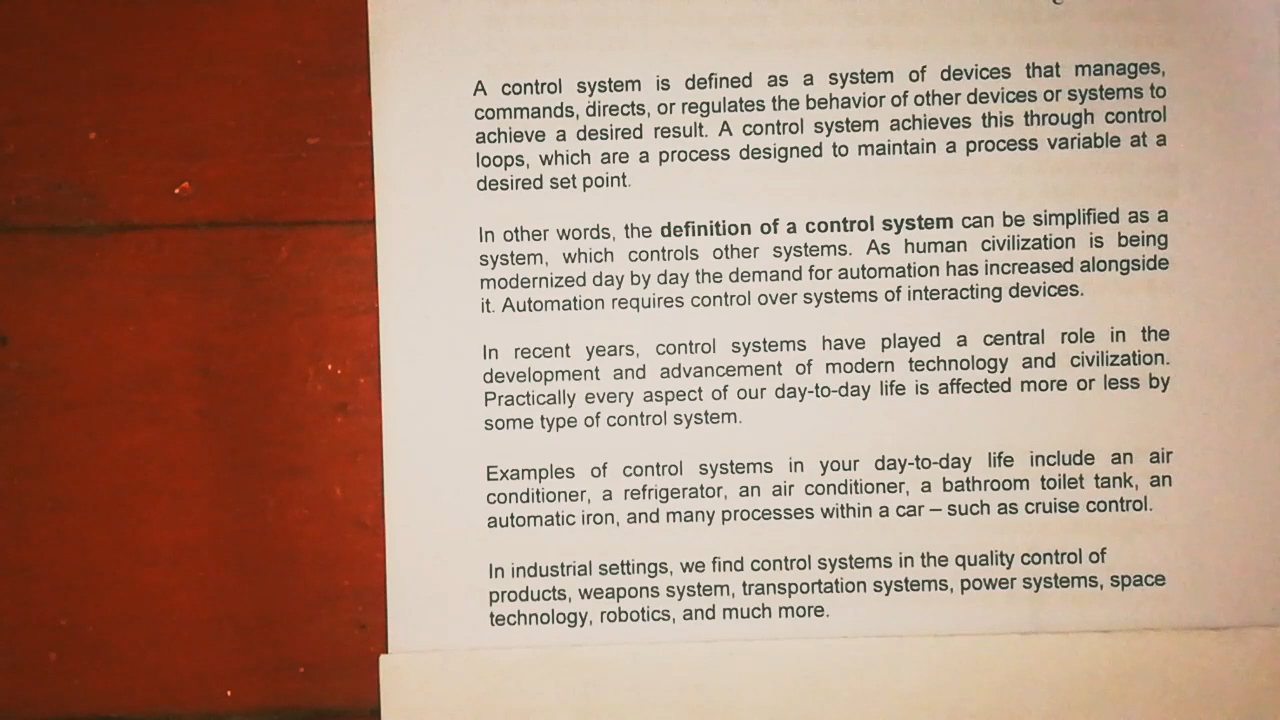 A control system is defined as a system of devices that manages,
commands, directs, or regulates the behavior of other devices or systems to
achieve a desired result. A control system achieves this through control
loops, which are a process designed to maintain a process variable at a
desired set point.
In other words, the definition of a control system can be simplified as a
system, which controls other systems. As human civilization is being
modernized day by day the demand for automation has increased alongside
it. Automation requires control over systems of interacting devices.
In recent years, control systems have played a central role in the
development and advancement of modern technology and civilization.
Practically every aspect of our day-to-day life is affected more or less by
some type of control system.
Examples of control systems in your day-to-day life include an air
conditioner, a refrigerator, an air conditioner, a bathroom toilet tank, an
automatic iron, and many processes within a car – such as cruise control.
In industrial settings, we find control systems in the quality control of
products, weapons system, transportation systems, power systems, space
technology, robotics, and much more.